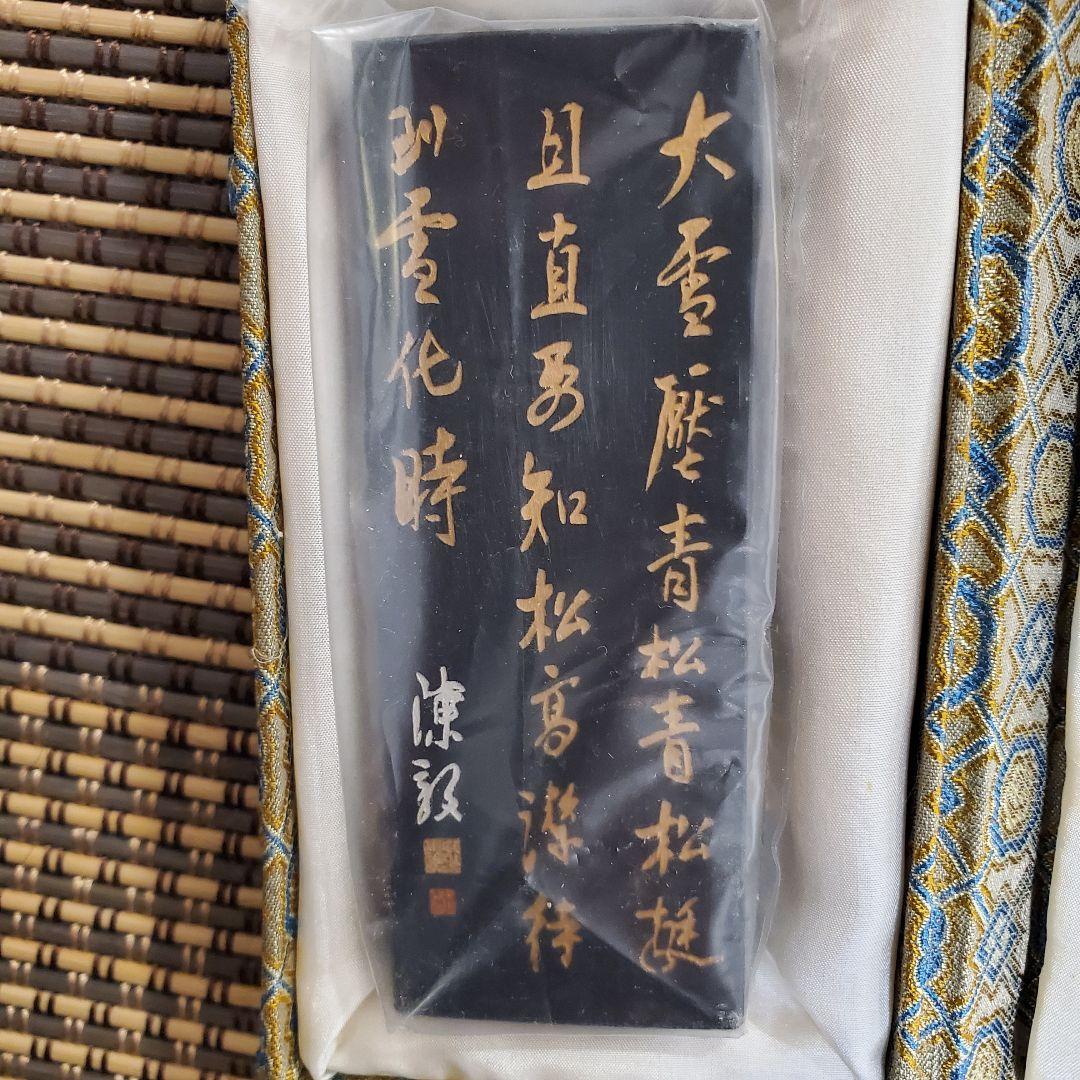 大雪壓青松青松挺
且直要知松高潔待
到雪化時
陳毅